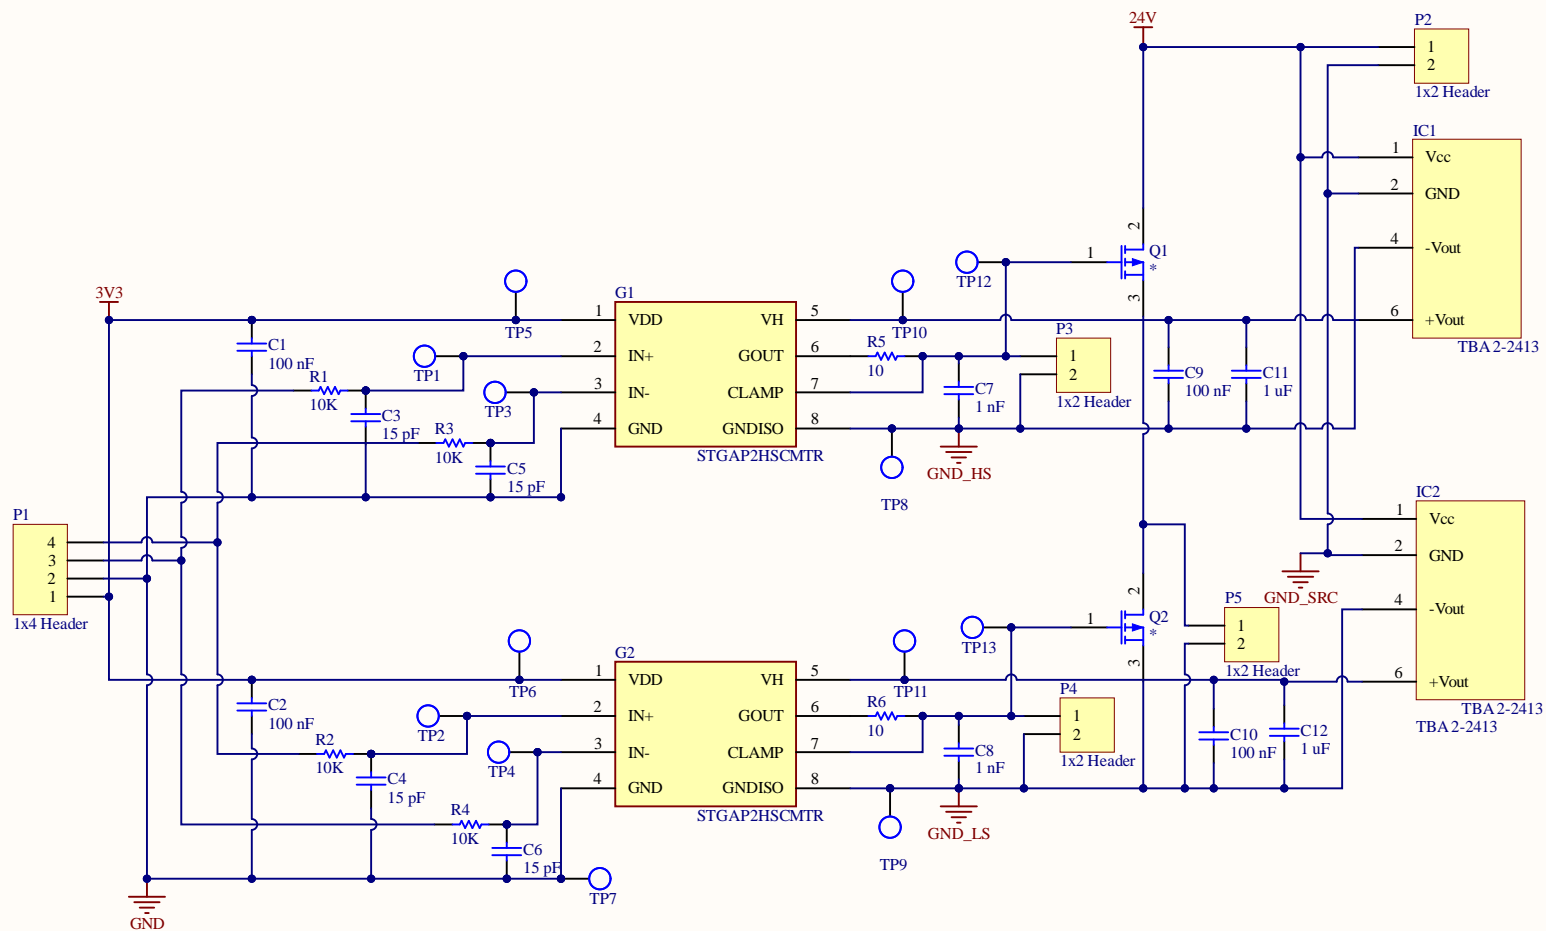 24V
P2
1
2
1x2 Header
IC1
1 Vcc
2 GND
4 -Vout
6 +Vout
TBA2-2413
2
1 Q1
*
3
TP12
3V3
TP5
G1
1 VDD VH 5
2 IN+ GOUT 6
3 IN- CLAMP 7
4 GND GNDISO 8
STGAP2HSCMTR
TP10
P3
1
2
1x2 Header
C1
100 nF
TP1
R1
10K
TP3
C3
15 pF
R3
10K
C5
15 pF
R5
10
C7
1 nF
C9
100 nF
C11
1 uF
GND_HS
TP8
P1
4
3
2
1
1x4 Header
IC2
1 Vcc
2 GND
4 -Vout
6 +Vout
TBA2-2413
TBA2-2413
GND_SRC
P5
1
2
1x2 Header
2
1 Q2
*
3
TP13
TP6
G2
1 VDD VH 5
2 IN+ GOUT 6
3 IN- CLAMP 7
4 GND GNDISO 8
STGAP2HSCMTR
TP11
P4
1
2
1x2 Header
C2
100 nF
TP2
R2
10K
TP4
C4
15 pF
R4
10K
C6
15 pF
R6
10
C8
1 nF
C10
100 nF
C12
1 uF
GND_LS
TP9
TP7
GND